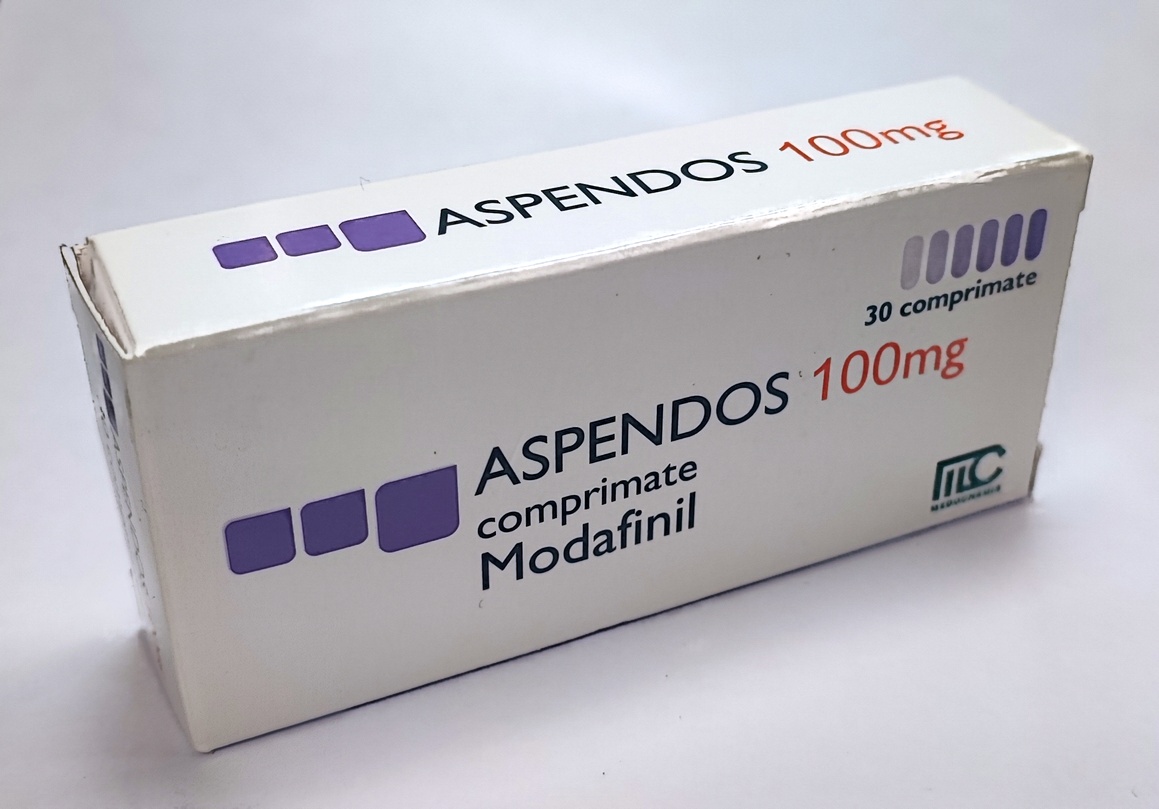 ASPENDOS 100mg
30 comprimate
ASPENDOS 100mg
comprimate
Modafinil